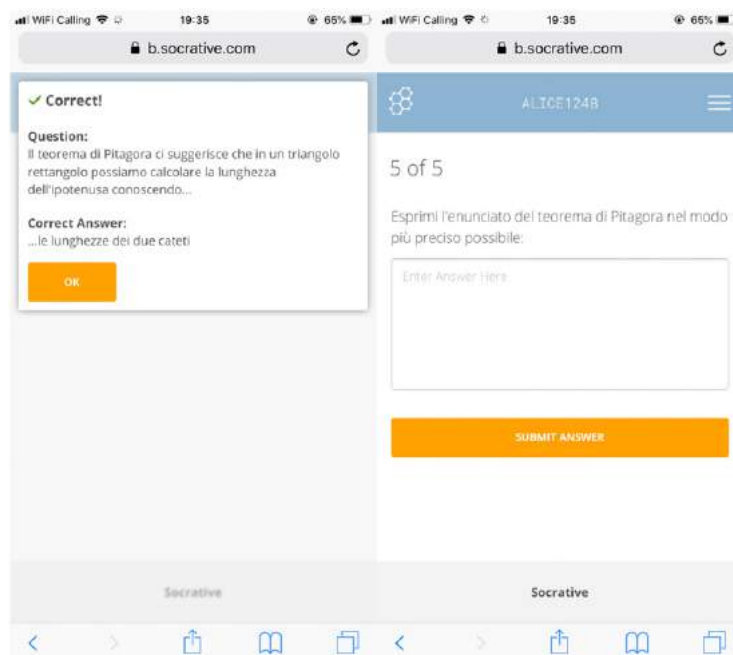 WiFi Calling 19:35 66%
b.socrative.com
Correct!
Question:
Il teorema di Pitagora ci suggerisce che in un triangolo
rettangolo possiamo calcolare la lunghezza
dell'ipotenusa conoscendo...
Correct Answer:
...le lunghezze dei due cateti
OK
Socrative
WiFi Calling 19:35 66%
b.socrative.com
ALICE1248
5 of 5
Esprimi l'enunciato del teorema di Pitagora nel modo
più preciso possibile:
Enter Answer Here
SUBMIT ANSWER
Socrative